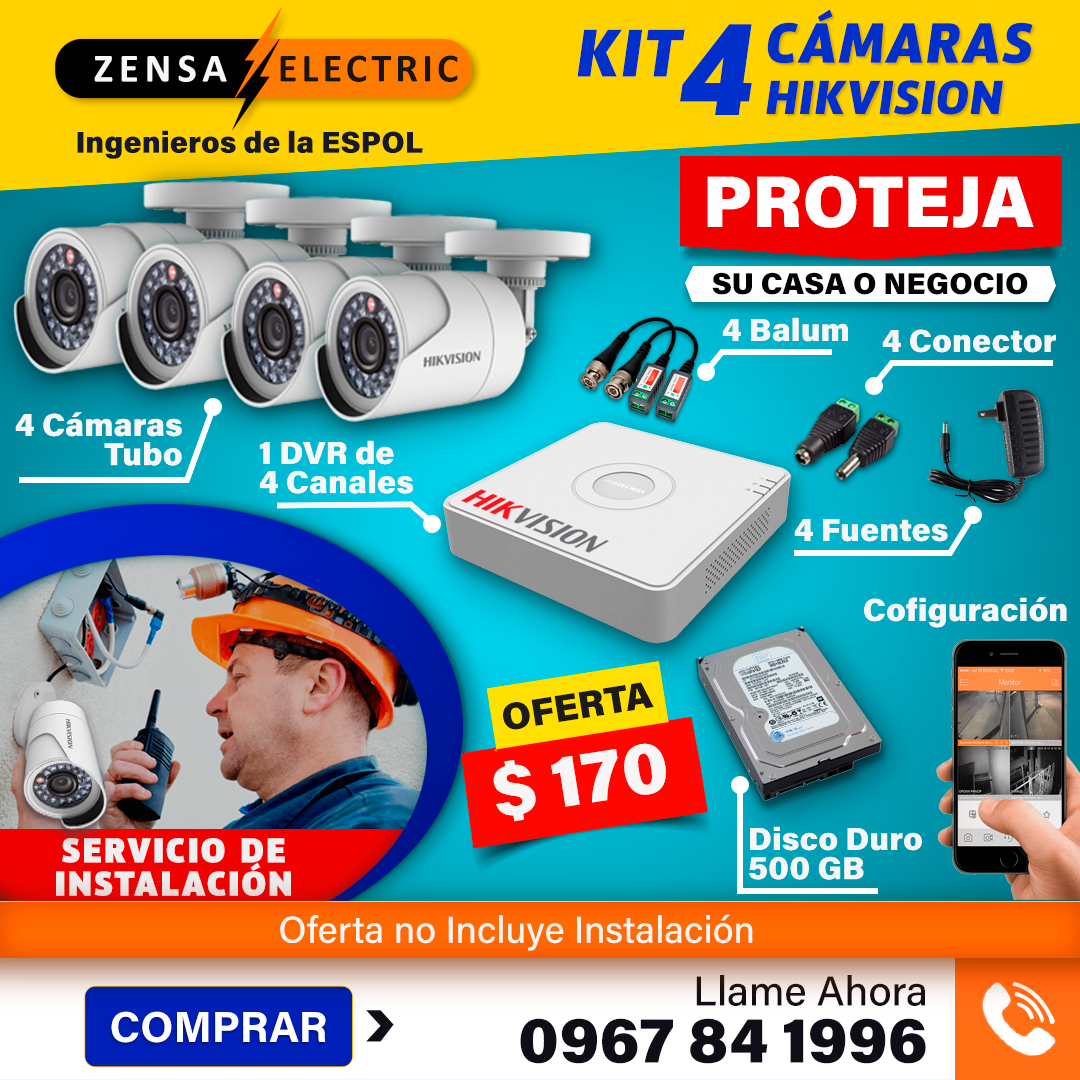 ZENSA ELECTRIC
Ingenieros de la ESPOL
KIT 4 CÁMARAS
HIKVISION
PROTEJA
SU CASA O NEGOCIO
4 Balum
4 Conector
HIKVISION
4 Cámaras
Tubo
1 DVR de
4 Canales
HIKVISION
4 Fuentes
Cofiguración
Monitor
HIKVISION
OFERTA
$ 170
Disco Duro
500 GB
SERVICIO DE
INSTALACIÓN
Oferta no Incluye Instalación
COMPRAR
Llame Ahora
0967 84 1996